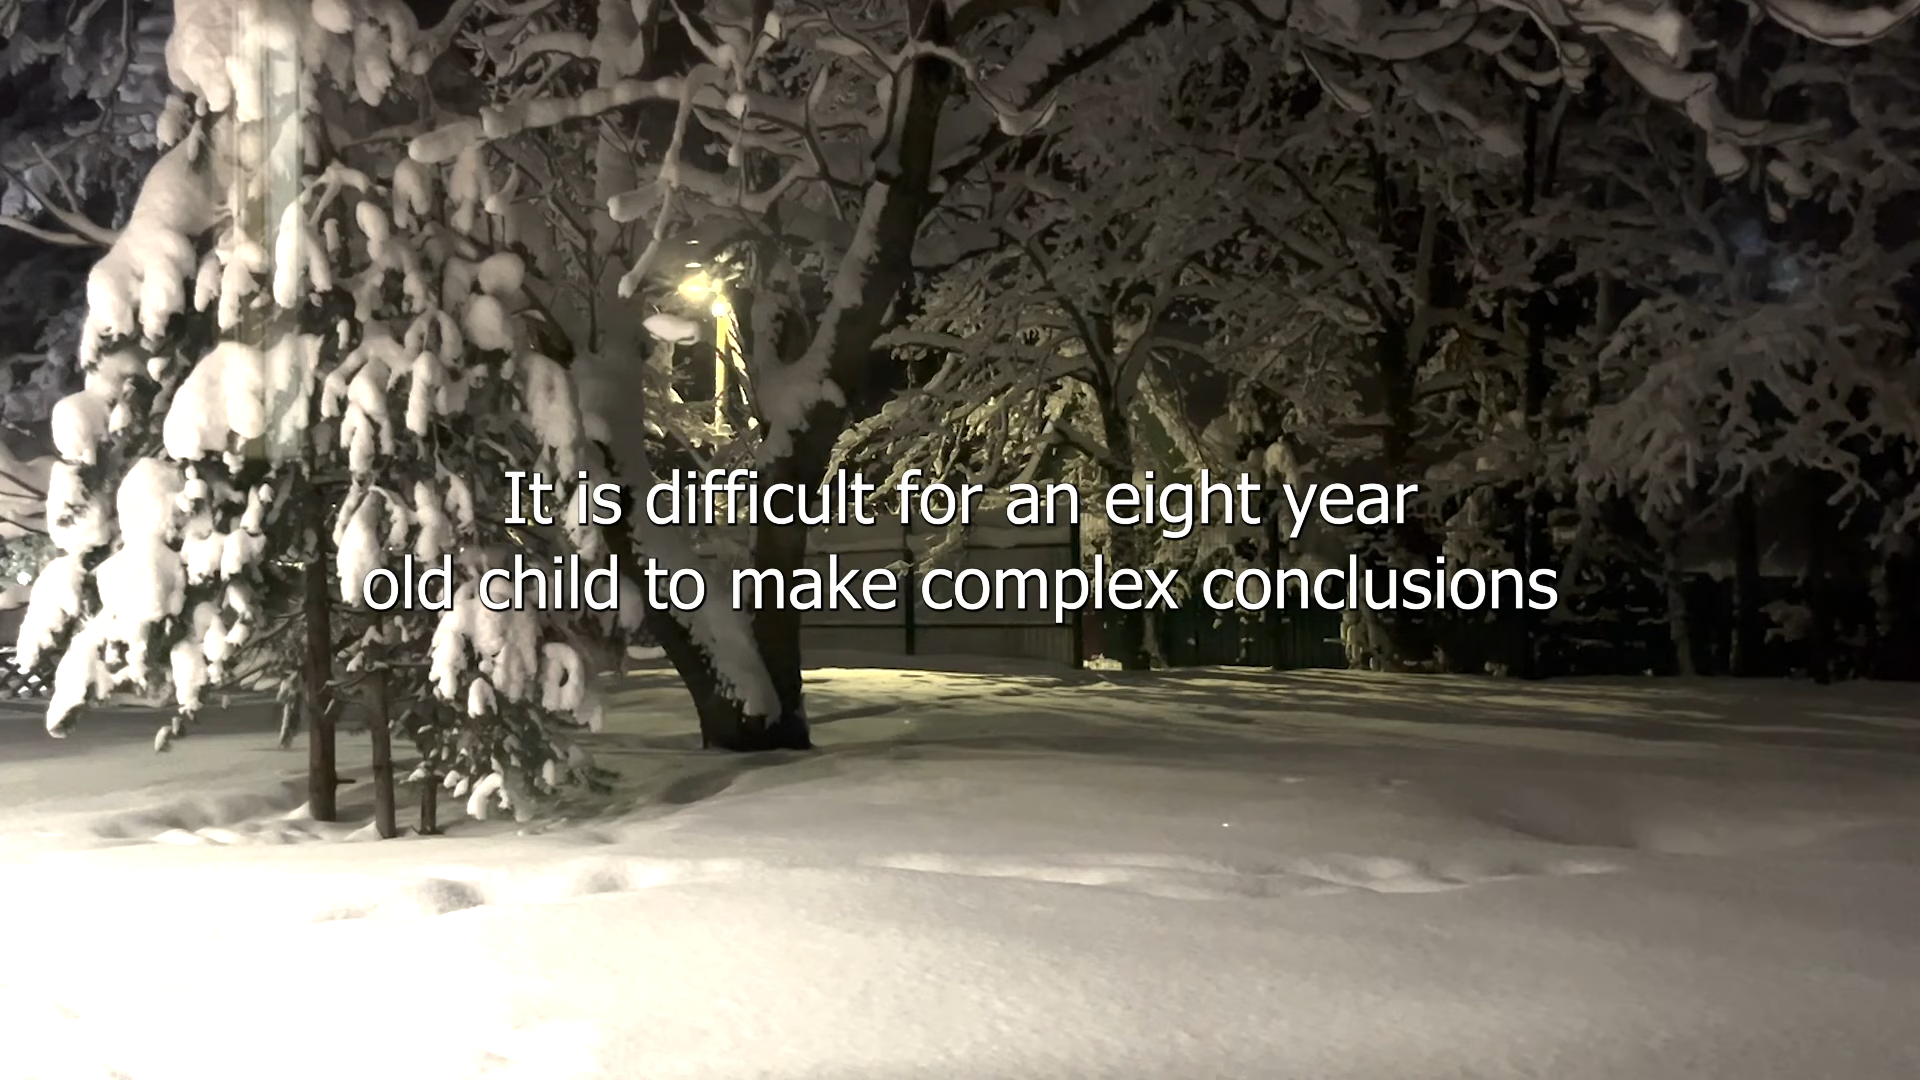 It is difficult for an eight year
old child to make complex conclusions